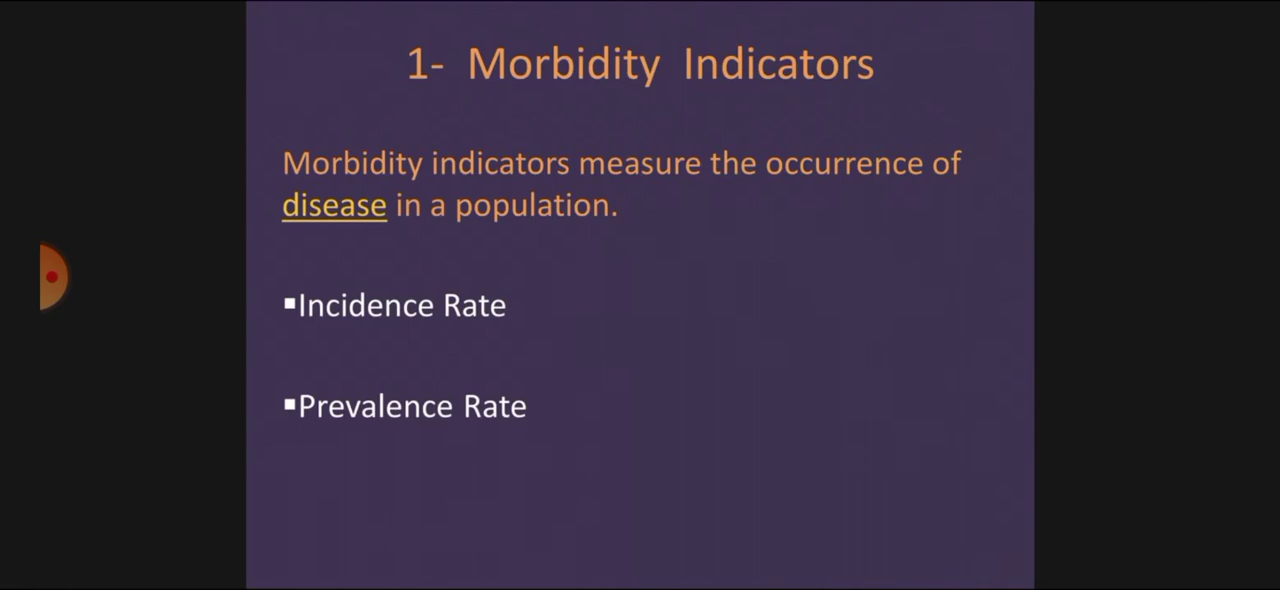 1- Morbidity Indicators
Morbidity indicators measure the occurrence of
disease in a population.
▪Incidence Rate
▪Prevalence Rate